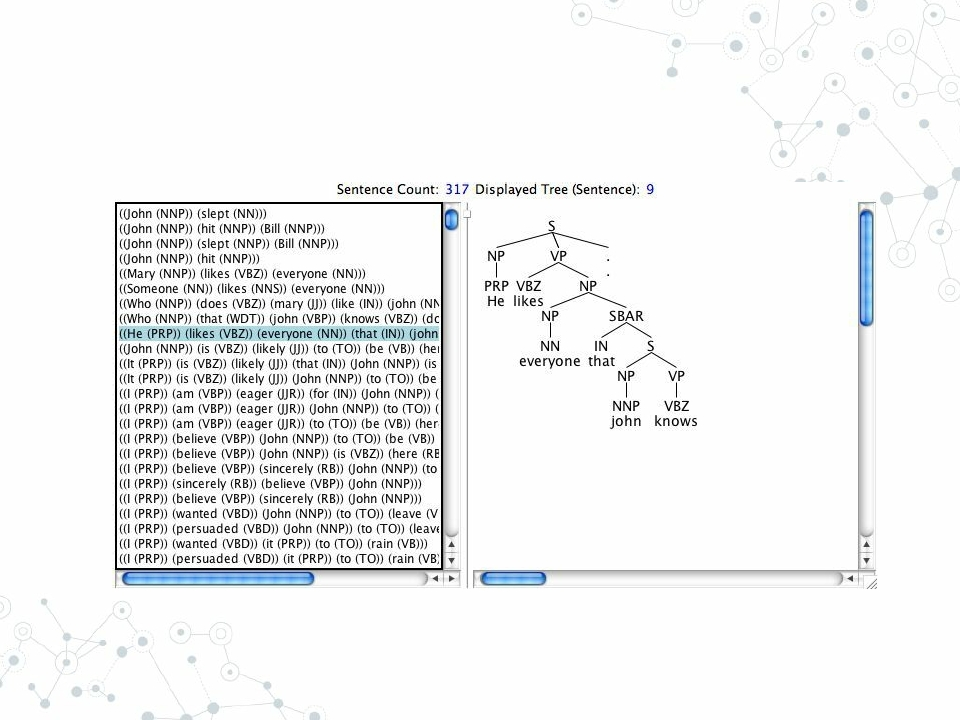 Sentence Count: 317 Displayed Tree (Sentence): 9
((John (NNP)) (slept (NN)))
((John (NNP)) (hit (NNP)) (Bill (NNP)))
((John (NNP)) (slept (NNP)) (Bill (NNP)))
((John (NNP)) (hit (NNP)))
((Mary (NNP)) (likes (VBZ)) (everyone (NN)))
((Someone (NN)) (likes (NNS)) (everyone (NN)))
((Who (NNP)) (does (VBZ)) (mary (JJ)) (like (IN)) (john (NN
((Who (NNP)) (that (WDT)) (john (VBP)) (knows (VBZ)) (do
((He (PRP)) (likes (VBZ)) (everyone (NN)) (that (IN)) (john
((John (NNP)) (is (VBZ)) (likely (JJ)) (to (TO)) (be (VB)) (her
((It (PRP)) (is (VBZ)) (likely (JJ)) (that (IN)) (John (NNP)) (is
((It (PRP)) (is (VBZ)) (likely (JJ)) (John (NNP)) (to (TO)) (be
((I (PRP)) (am (VBP)) (eager (JJR)) (for (IN)) (John (NNP)) (
((I (PRP)) (am (VBP)) (eager (JJR)) (John (NNP)) (to (TO)) (
((I (PRP)) (am (VBP)) (eager (JJR)) (to (TO)) (be (VB)) (her
((I (PRP)) (believe (VBP)) (John (NNP)) (to (TO)) (be (VB))
((I (PRP)) (believe (VBP)) (John (NNP)) (is (VBZ)) (here (RB
((I (PRP)) (believe (VBP)) (sincerely (RB)) (John (NNP)) (to
((I (PRP)) (sincerely (RB)) (believe (VBP)) (John (NNP)))
((I (PRP)) (believe (VBP)) (sincerely (RB)) (John (NNP)))
((I (PRP)) (wanted (VBD)) (John (NNP)) (to (TO)) (leave (V
((I (PRP)) (persuaded (VBD)) (John (NNP)) (to (TO)) (leave
((I (PRP)) (wanted (VBD)) (it (PRP)) (to (TO)) (rain (VB)))
((I (PRP)) (persuaded (VBD)) (it (PRP)) (to (TO)) (rain (VB)
S
NP VP .
.
PRP VBZ NP
He likes
NP SBAR
NN IN S
everyone that
NP VP
NNP VBZ
john knows